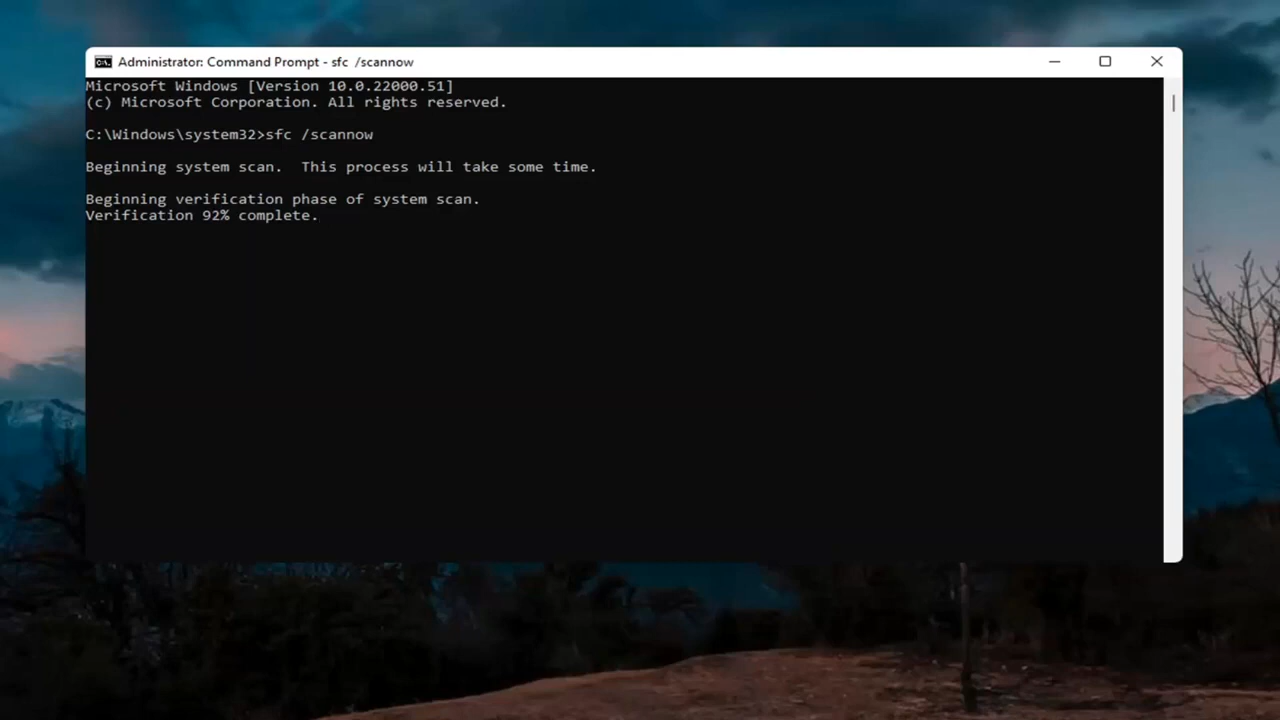 Administrator: Command Prompt - sfc  /scannow
Microsoft Windows [Version 10.0.22000.51]
(c) Microsoft Corporation. All rights reserved.
C:\Windows\system32>sfc /scannow
Beginning system scan.  This process will take some time.
Beginning verification phase of system scan.
Verification 92% complete.